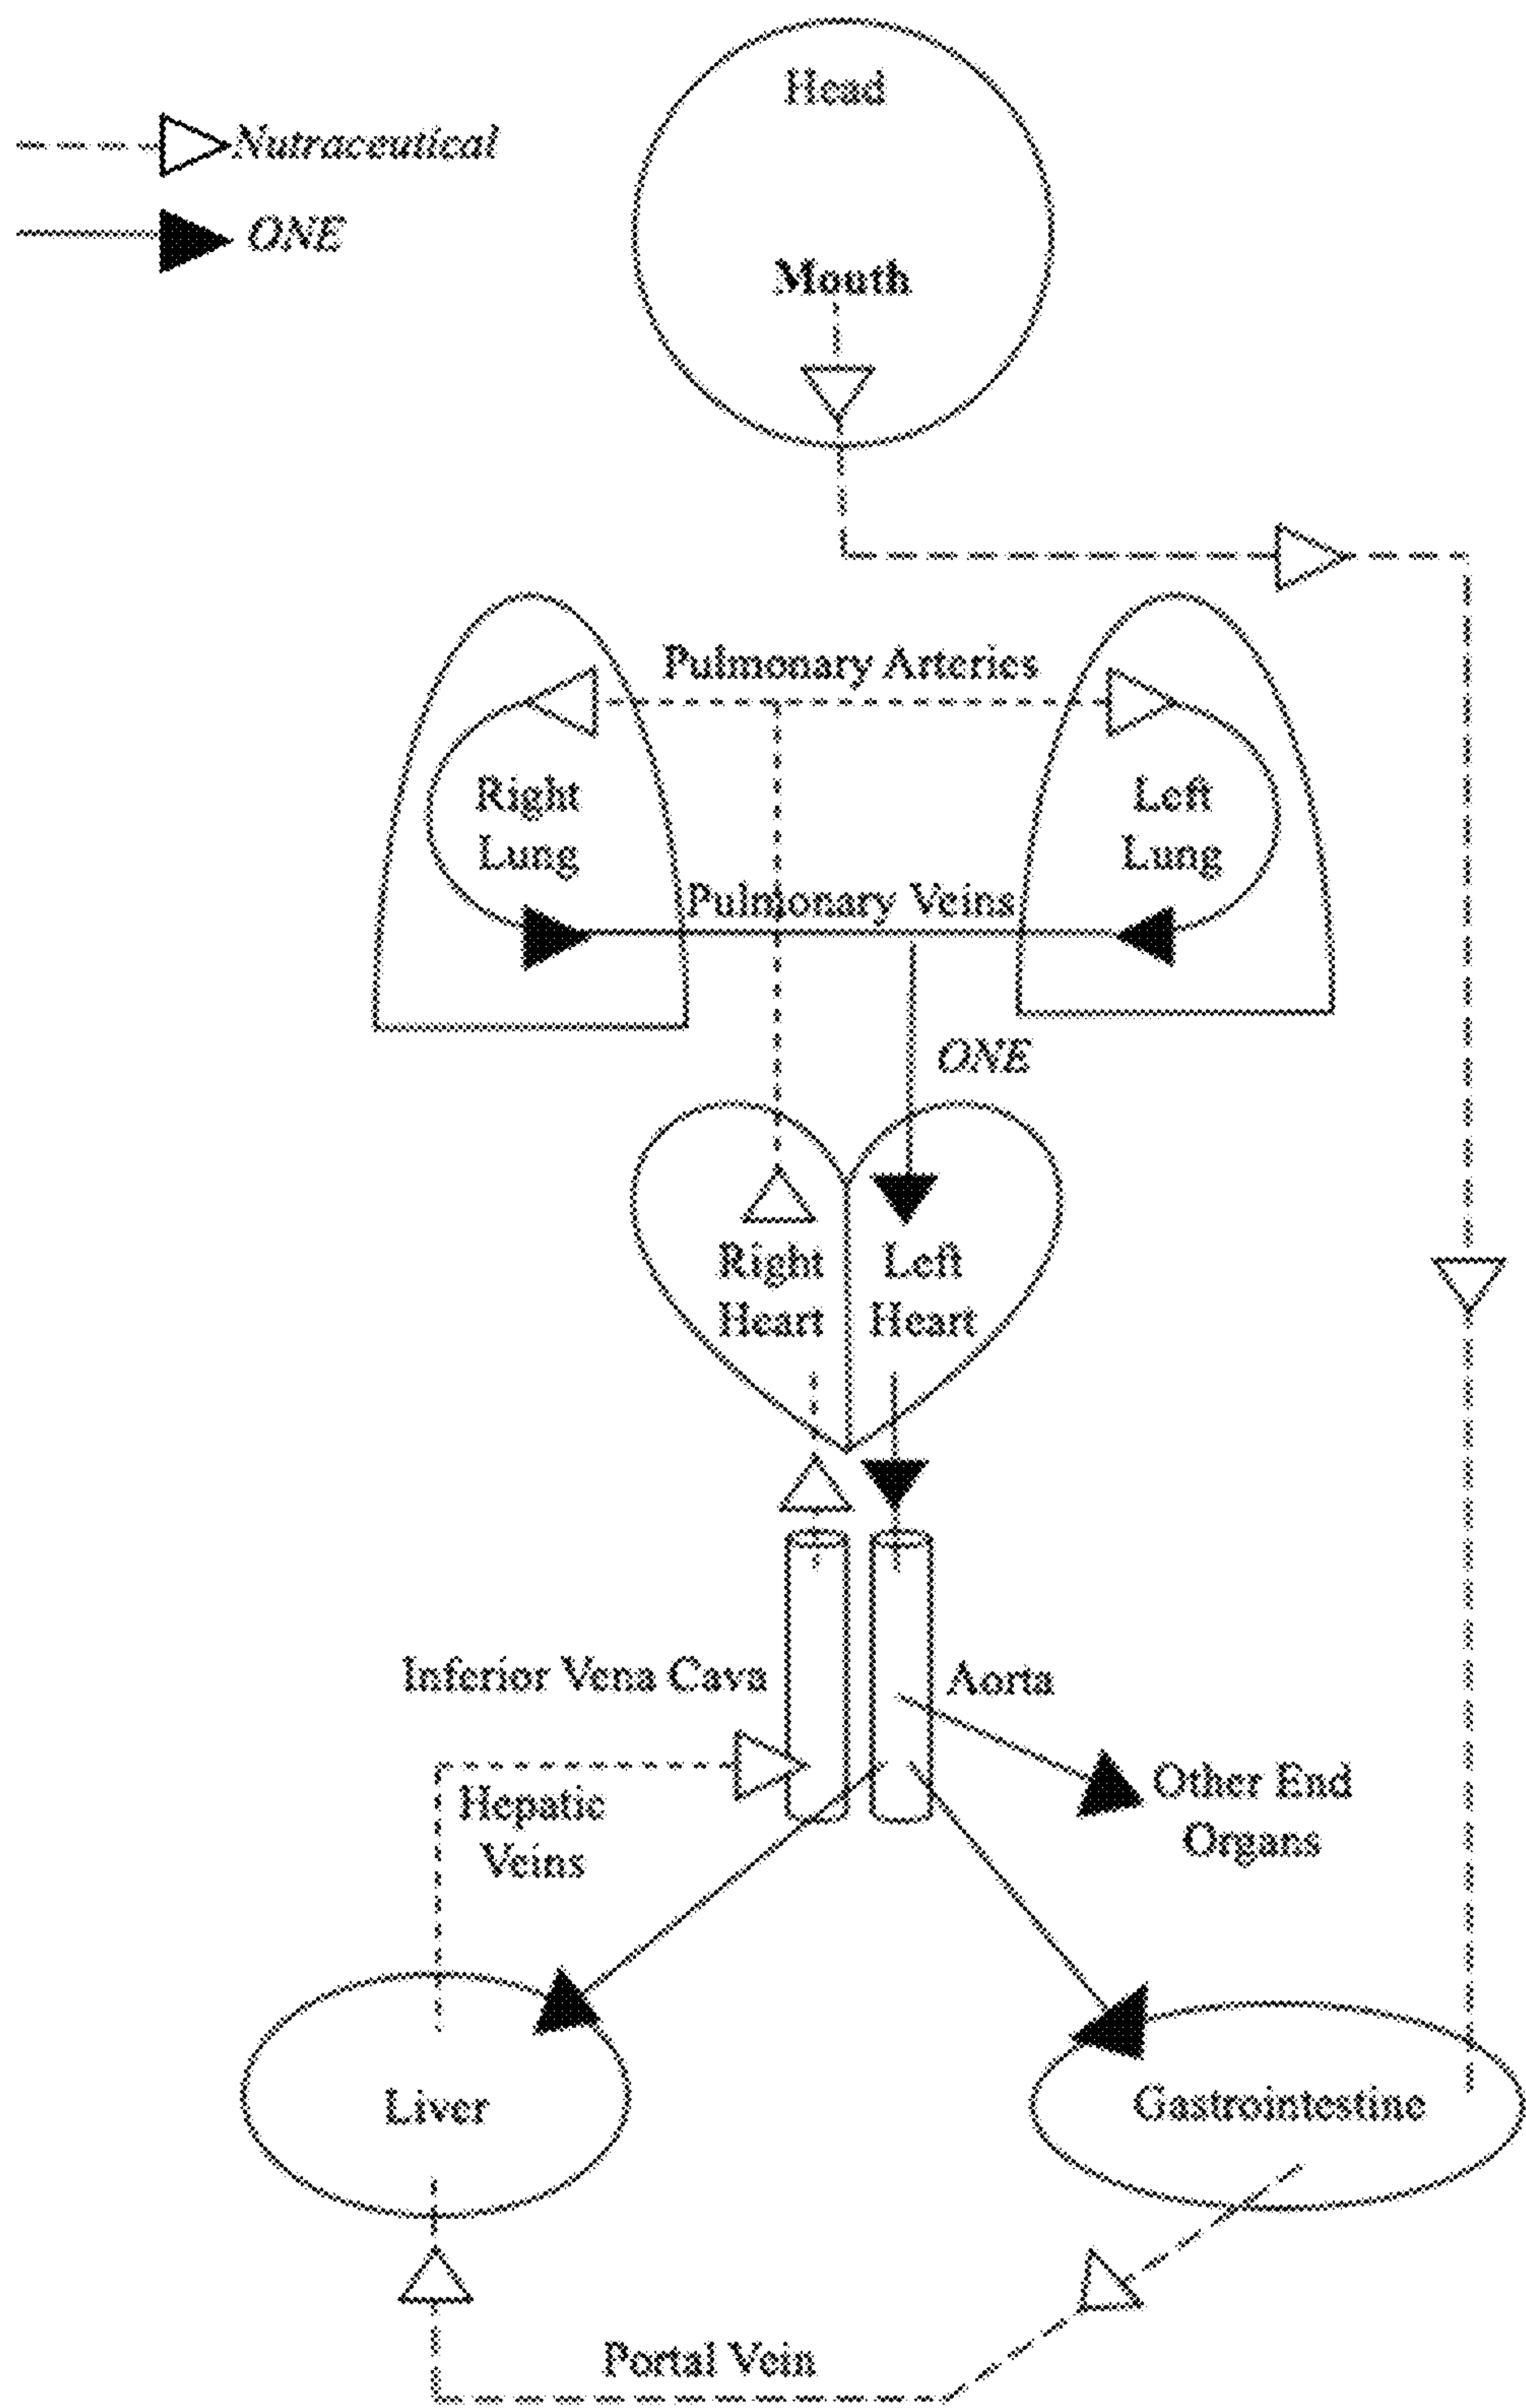 Head
Nutraceutical
ONE
Mouth
Pulmonary Arteries
Right
Lung
Left
Lung
Pulmonary Veins
ONE
Right
Heart
Left
Heart
Inferior Vena Cava
Aorta
Hepatic
Veins
Other End
Organs
Liver
Gastrointestine
Portal Vein